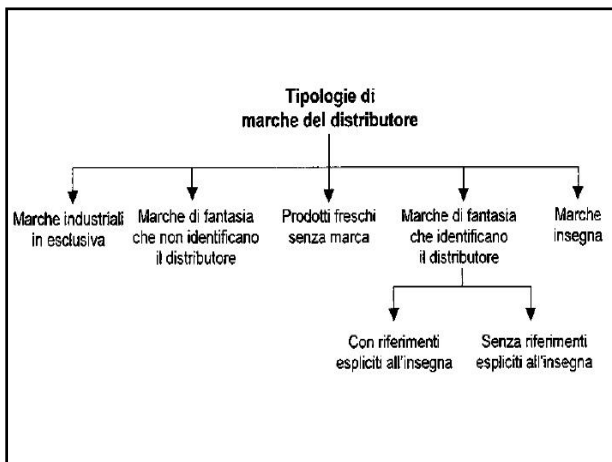 Tipologie di
marche del distributore
Marche industriali
in esclusiva
Marche di fantasia
che non identificano
il distributore
Prodotti freschi
senza marca
Marche di fantasia
che identificano
il distributore
Marche
insegna
Con riferimenti
espliciti all'insegna
Senza riferimenti
espliciti all'insegna